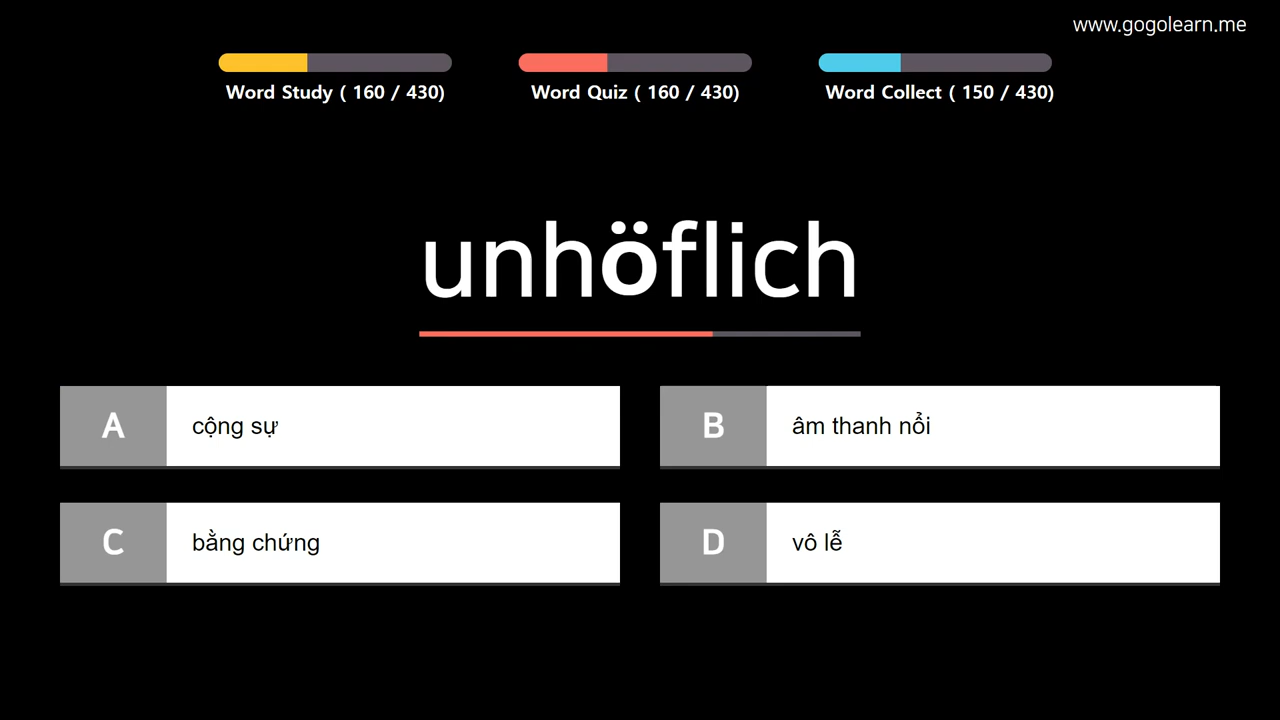 www.gogolearn.me
Word Study ( 160 / 430)
Word Quiz ( 160 / 430)
Word Collect ( 150 / 430)
unhöflich
A cộng sự
B âm thanh nổi
C bằng chứng
D vô lễ